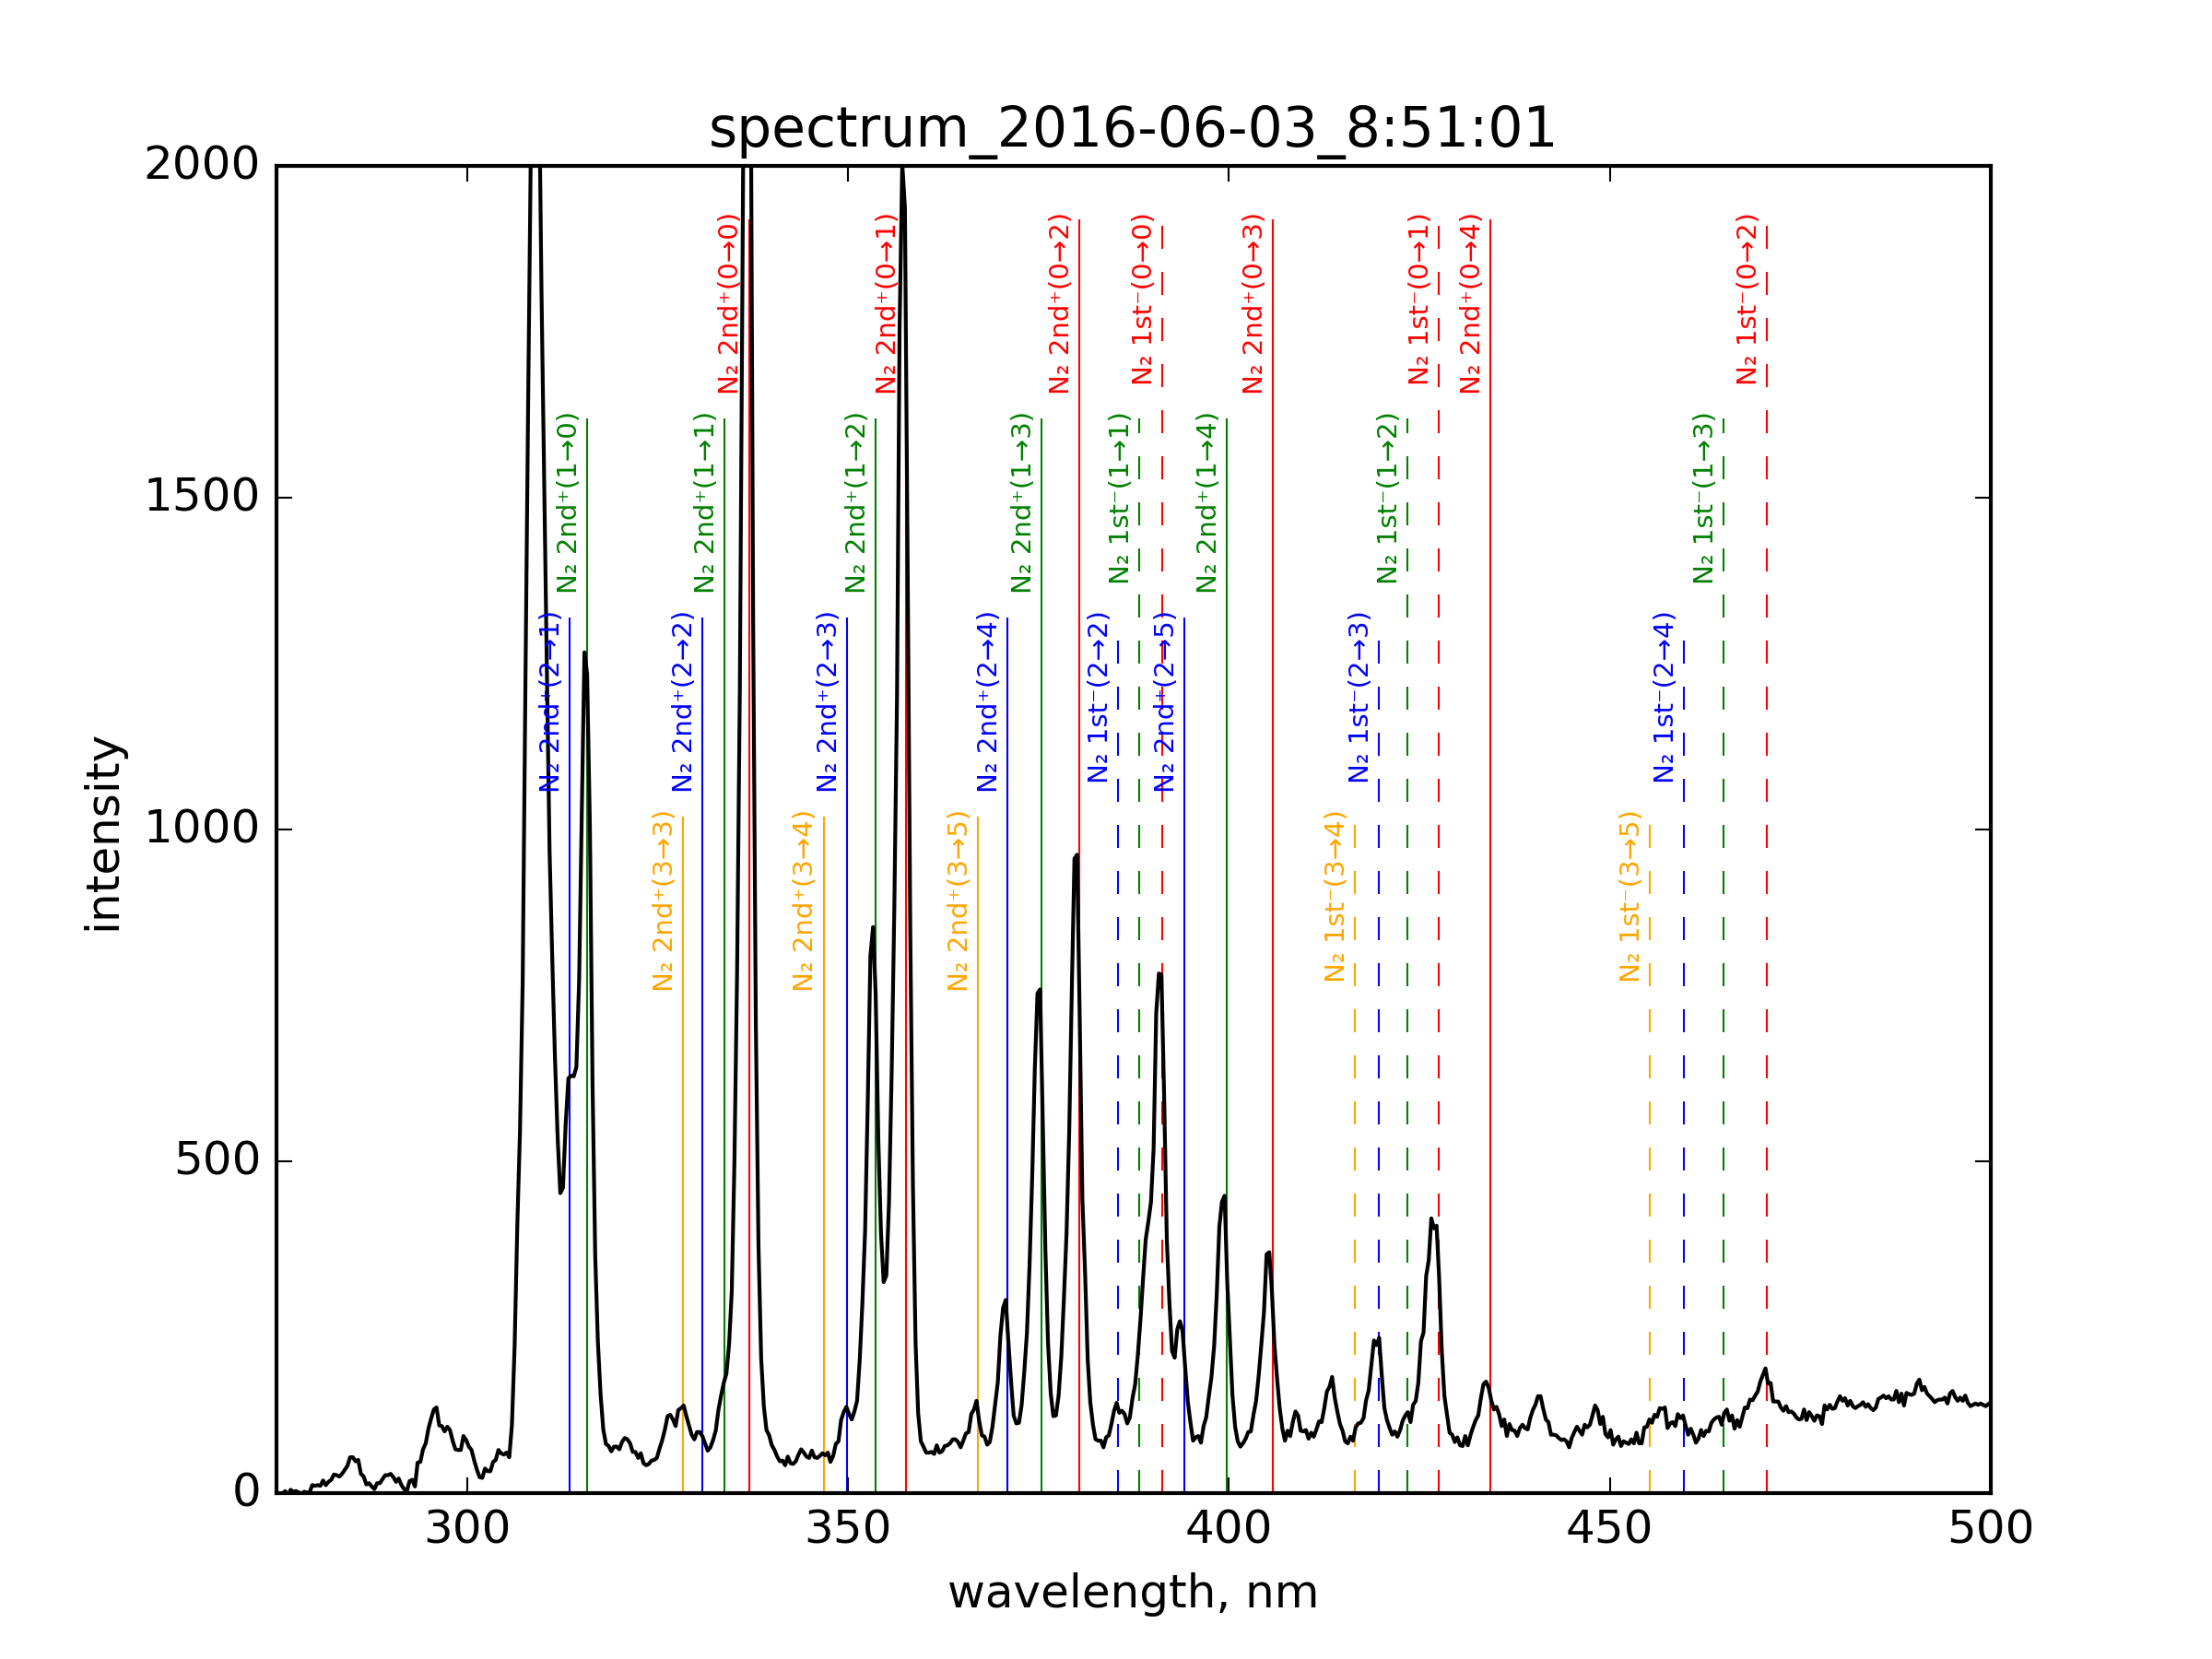 spectrum_2016-06-03_8:51:01
2000
1500
1000
500
0
intensity
N₂ 2nd⁺(0→0)
N₂ 2nd⁺(0→1)
N₂ 2nd⁺(0→2)
N₂ 1st⁻(0→0)
N₂ 2nd⁺(0→3)
N₂ 1st⁻(0→1)
N₂ 2nd⁺(0→4)
N₂ 1st⁻(0→2)
N₂ 2nd⁺(1→0)
N₂ 2nd⁺(1→1)
N₂ 2nd⁺(1→2)
N₂ 2nd⁺(1→3)
N₂ 1st⁻(1→1)
N₂ 2nd⁺(1→4)
N₂ 1st⁻(1→2)
N₂ 1st⁻(1→3)
N₂ 2nd⁺(2→1)
N₂ 2nd⁺(2→2)
N₂ 2nd⁺(2→3)
N₂ 2nd⁺(2→4)
N₂ 1st⁻(2→2)
N₂ 2nd⁺(2→5)
N₂ 1st⁻(2→3)
N₂ 1st⁻(2→4)
N₂ 2nd⁺(3→3)
N₂ 2nd⁺(3→4)
N₂ 2nd⁺(3→5)
N₂ 1st⁻(3→4)
N₂ 1st⁻(3→5)
300
350
400
450
500
wavelength, nm